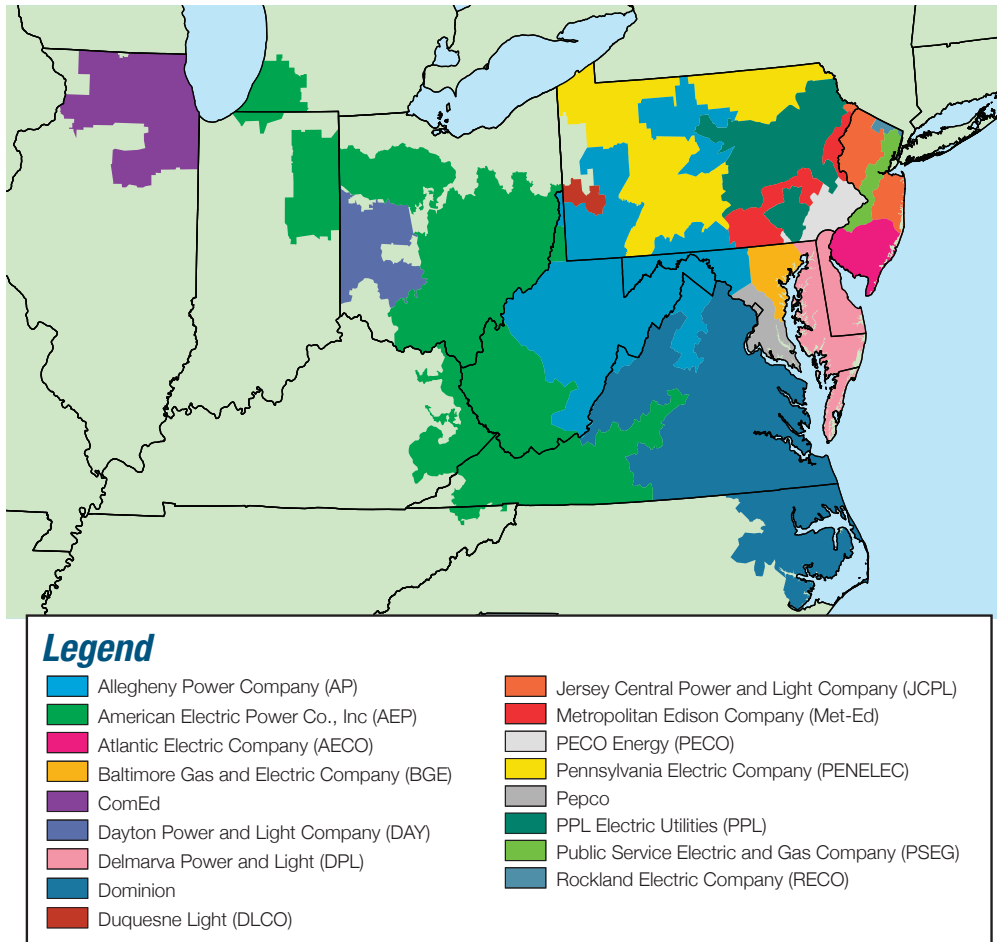 Legend
Allegheny Power Company (AP)
American Electric Power Co., Inc (AEP)
Atlantic Electric Company (AECO)
Baltimore Gas and Electric Company (BGE)
ComEd
Dayton Power and Light Company (DAY)
Delmarva Power and Light (DPL)
Dominion
Duquesne Light (DLCO)
Jersey Central Power and Light Company (JCPL)
Metropolitan Edison Company (Met-Ed)
PECO Energy (PECO)
Pennsylvania Electric Company (PENELEC)
Pepco
PPL Electric Utilities (PPL)
Public Service Electric and Gas Company (PSEG)
Rockland Electric Company (RECO)